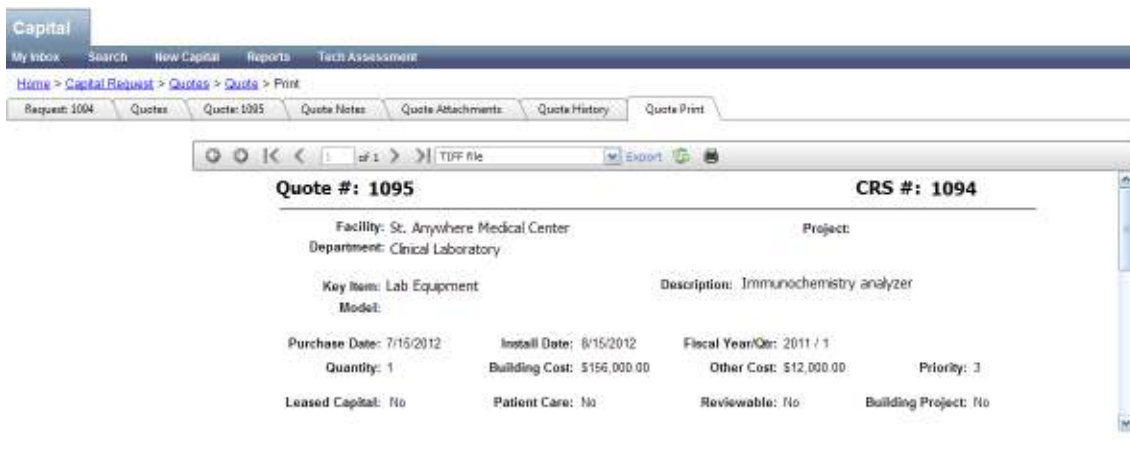 Capital
My Inbox Search New Capital Reports Tech Assessment
Home > Capital Request > Quotes > Quote > Print
Request: 1094 Quotes Quote: 1095 Quote Notes Quote Attachments Quote History Quote Print
1 of 1 TIFF file Export
Quote #: 1095 CRS #: 1094
Facility: St. Anywhere Medical Center Project:
Department: Clinical Laboratory
Key Item: Lab Equipment Description: Immunochemistry analyzer
Model:
Purchase Date: 7/15/2012 Install Date: 8/15/2012 Fiscal Year/Qtr: 2011 / 1
Quantity: 1 Building Cost: $156,000.00 Other Cost: $12,000.00 Priority: 3
Leased Capital: No Patient Care: No Reviewable: No Building Project: No